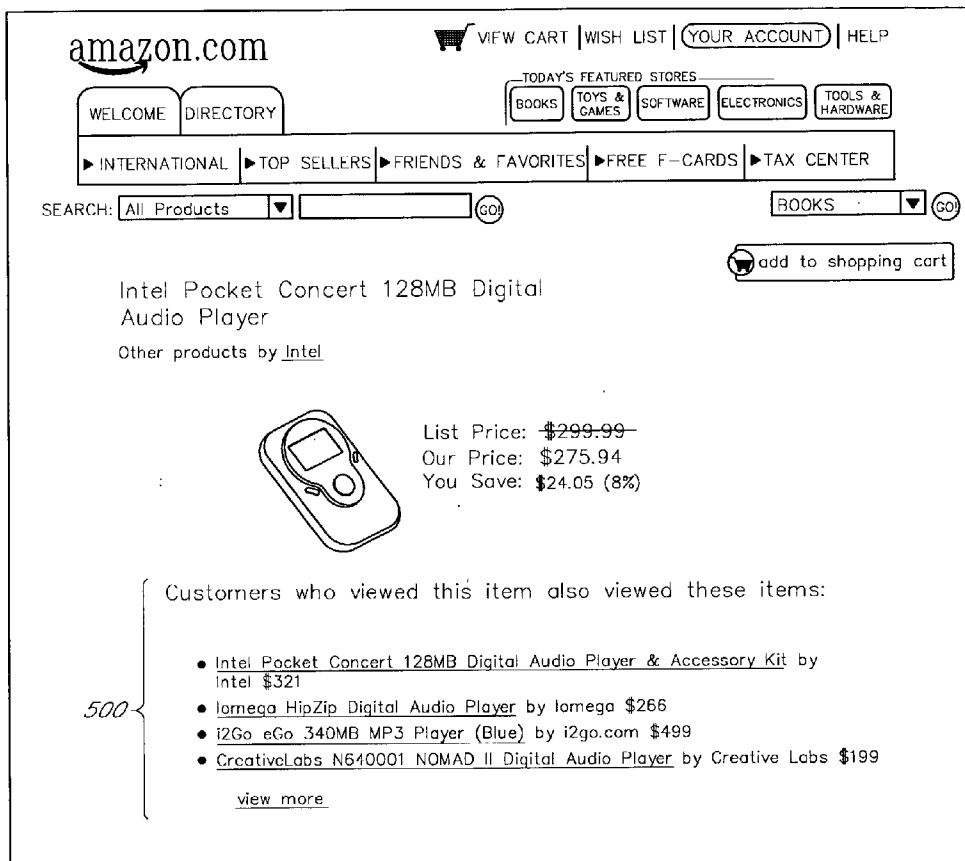 amazon.com
VIEW CART | WISH LIST | YOUR ACCOUNT | HELP
TODAY'S FEATURED STORES
WELCOME DIRECTORY
BOOKS TOYS & GAMES SOFTWARE ELECTRONICS TOOLS & HARDWARE
▶ INTERNATIONAL ▶ TOP SELLERS ▶ FRIENDS & FAVORITES ▶ FREE F-CARDS ▶ TAX CENTER
SEARCH: All Products ▼ GO! BOOKS ▼ GO!
add to shopping cart
Intel Pocket Concert 128MB Digital
Audio Player
Other products by Intel
List Price: $299.99
Our Price: $275.94
You Save: $24.05 (8%)
Customers who viewed this item also viewed these items:
● Intel Pocket Concert 128MB Digital Audio Player & Accessory Kit by
Intel $321
● Iomega HipZip Digital Audio Player by Iomega $266
500
● i2Go eGo 340MB MP3 Player (Blue) by i2go.com $499
● CreativeLabs N640001 NOMAD II Digital Audio Player by Creative Labs $199
view more